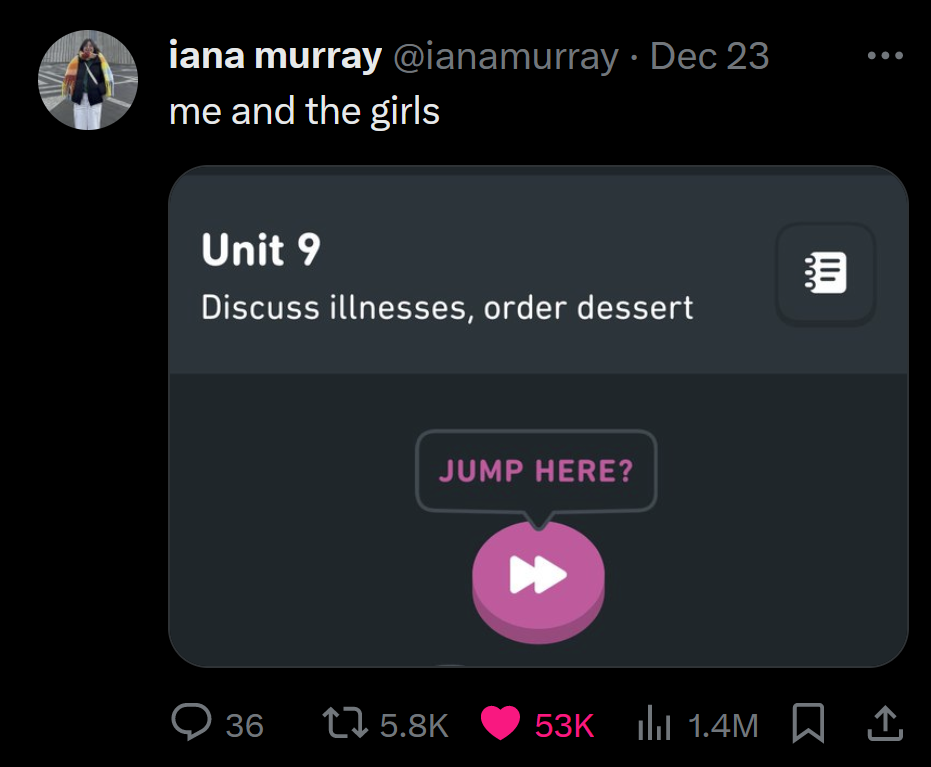 iana murray @ianamurray · Dec 23
me and the girls
Unit 9
Discuss illnesses, order dessert
JUMP HERE?
36 5.8K 53K 1.4M